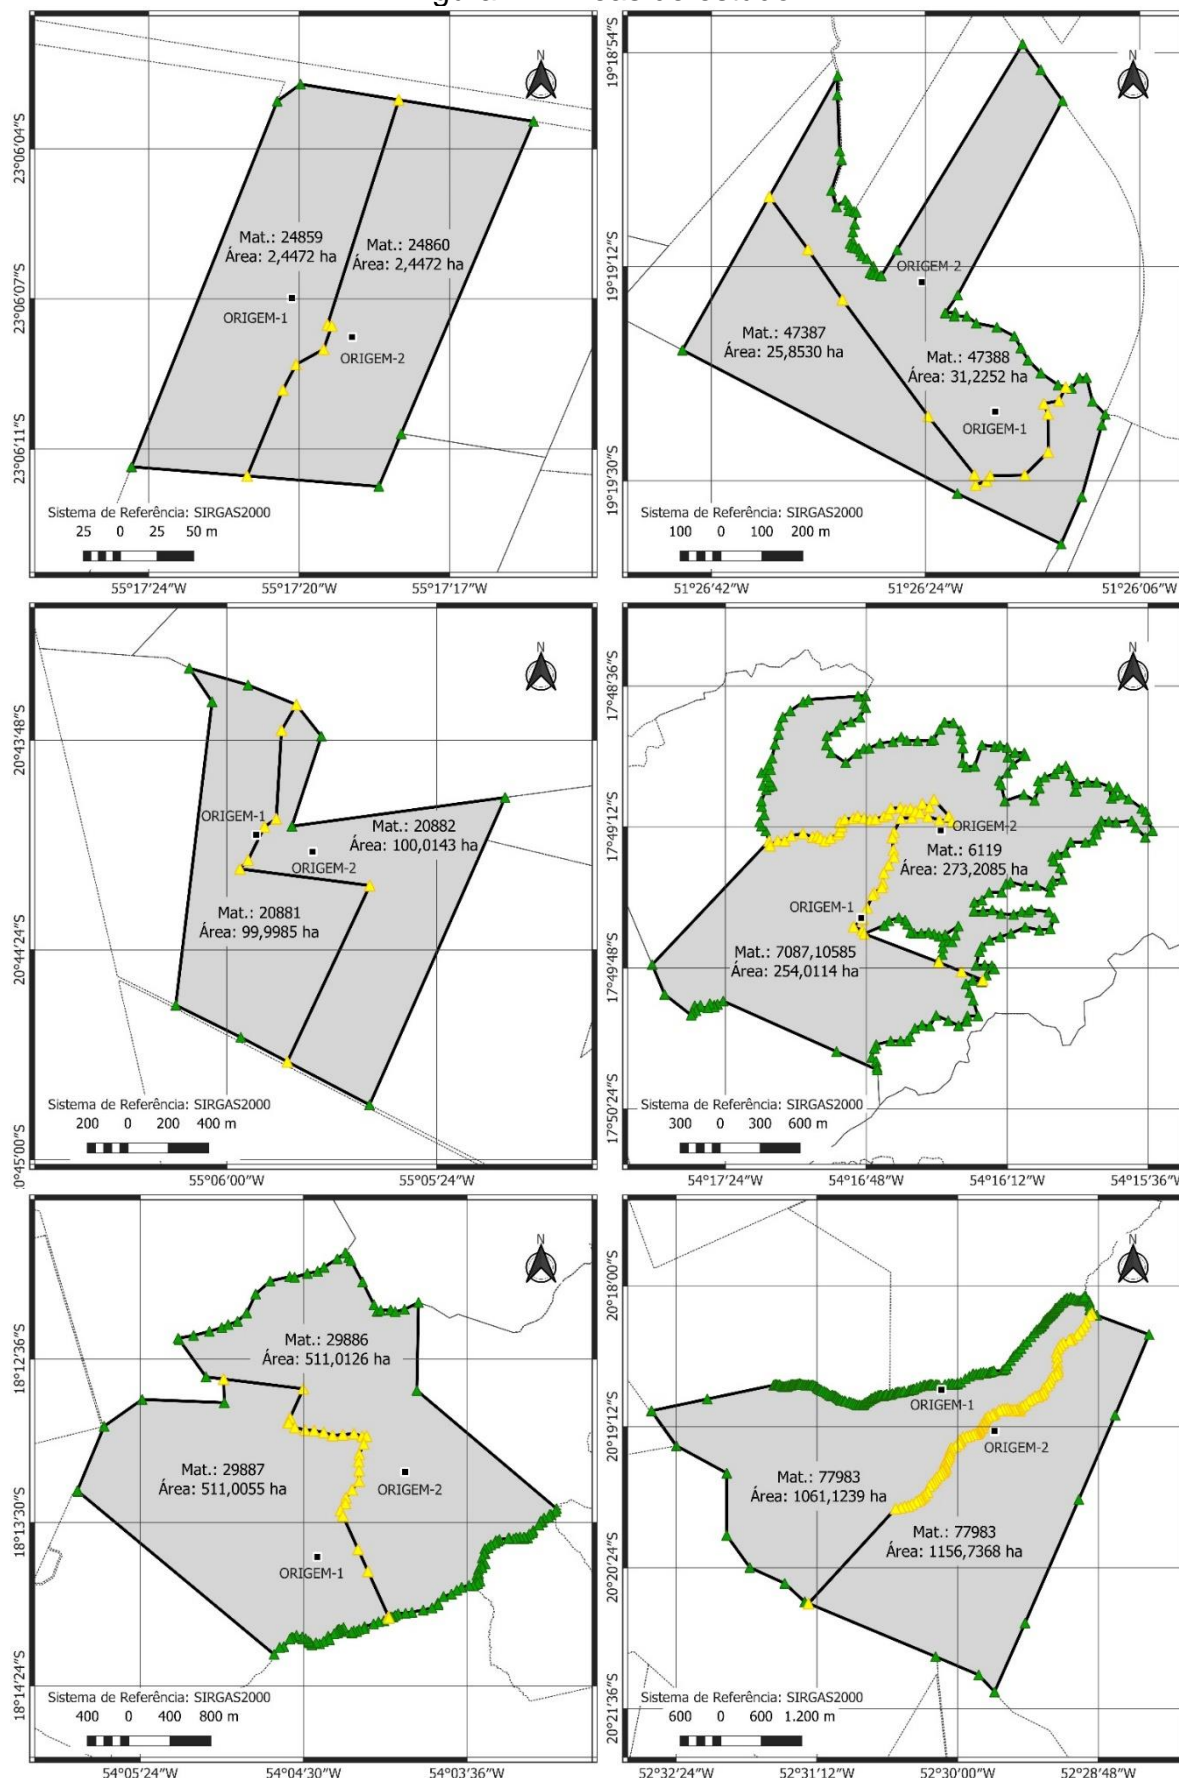 N
23°06'04"S
23°06'07"S
23°06'11"S
Mat.: 24859
Área: 2,4472 ha
Mat.: 24860
Área: 2,4472 ha
ORIGEM-1
ORIGEM-2
Sistema de Referência: SIRGAS2000
25 0 25 50 m
55°17'24"W 55°17'20"W 55°17'17"W
N
19°18'54"S
19°19'12"S
19°19'30"S
ORIGEM-2
Mat.: 47387
Área: 25,8530 ha
Mat.: 47388
Área: 31,2252 ha
ORIGEM-1
Sistema de Referência: SIRGAS2000
100 0 100 200 m
51°26'42"W 51°26'24"W 51°26'06"W
N
20°43'48"S
20°44'24"S
0°45'00"S
ORIGEM-1
Mat.: 20882
Área: 100,0143 ha
ORIGEM-2
Mat.: 20881
Área: 99,9985 ha
Sistema de Referência: SIRGAS2000
200 0 200 400 m
55°06'00"W 55°05'24"W
N
17°48'36"S
17°49'12"S
17°49'48"S
17°50'24"S
ORIGEM-2
Mat.: 6119
Área: 273,2085 ha
ORIGEM-1
Mat.: 7087,10585
Área: 254,0114 ha
Sistema de Referência: SIRGAS2000
300 0 300 600 m
54°17'24"W 54°16'48"W 54°16'12"W 54°15'36"W
N
18°12'36"S
18°13'30"S
18°14'24"S
Mat.: 29886
Área: 511,0126 ha
Mat.: 29887
Área: 511,0055 ha
ORIGEM-2
ORIGEM-1
Sistema de Referência: SIRGAS2000
400 0 400 800 m
54°05'24"W 54°04'30"W 54°03'36"W
N
20°18'00"S
20°19'12"S
20°20'24"S
20°21'36"S
ORIGEM-1
ORIGEM-2
Mat.: 77983
Área: 1061,1239 ha
Mat.: 77983
Área: 1156,7368 ha
Sistema de Referência: SIRGAS2000
600 0 600 1.200 m
52°32'24"W 52°31'12"W 52°30'00"W 52°28'48"W